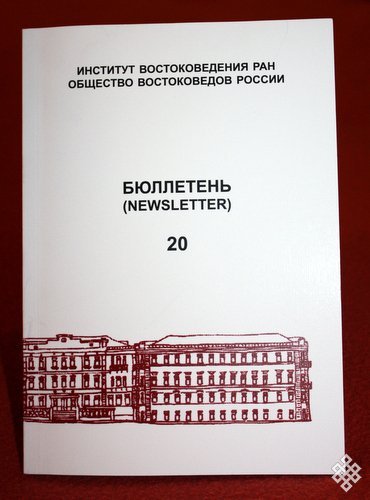 ИНСТИТУТ ВОСТОКОВЕДЕНИЯ РАН
ОБЩЕСТВО ВОСТОКОВЕДОВ РОССИИ
БЮЛЛЕТЕНЬ
(NEWSLETTER)
20